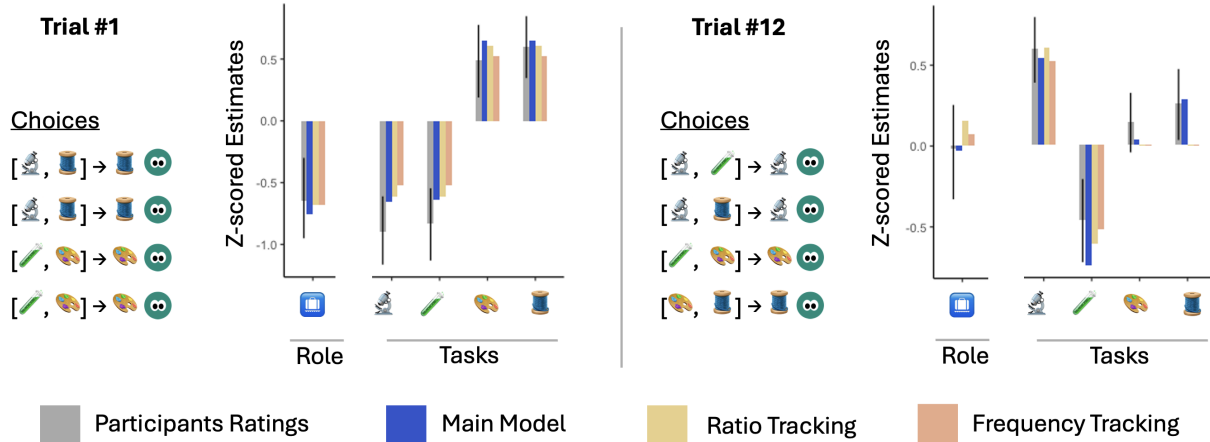 Trial #1
Choices
[ , ] →
[ , ] →
[ , ] →
[ , ] →
Z-scored Estimates
0.5
0.0
-0.5
-1.0
Role
Tasks
Trial #12
Choices
[ , ] →
[ , ] →
[ , ] →
[ , ] →
Z-scored Estimates
0.5
0.0
-0.5
Role
Tasks
Participants Ratings
Main Model
Ratio Tracking
Frequency Tracking